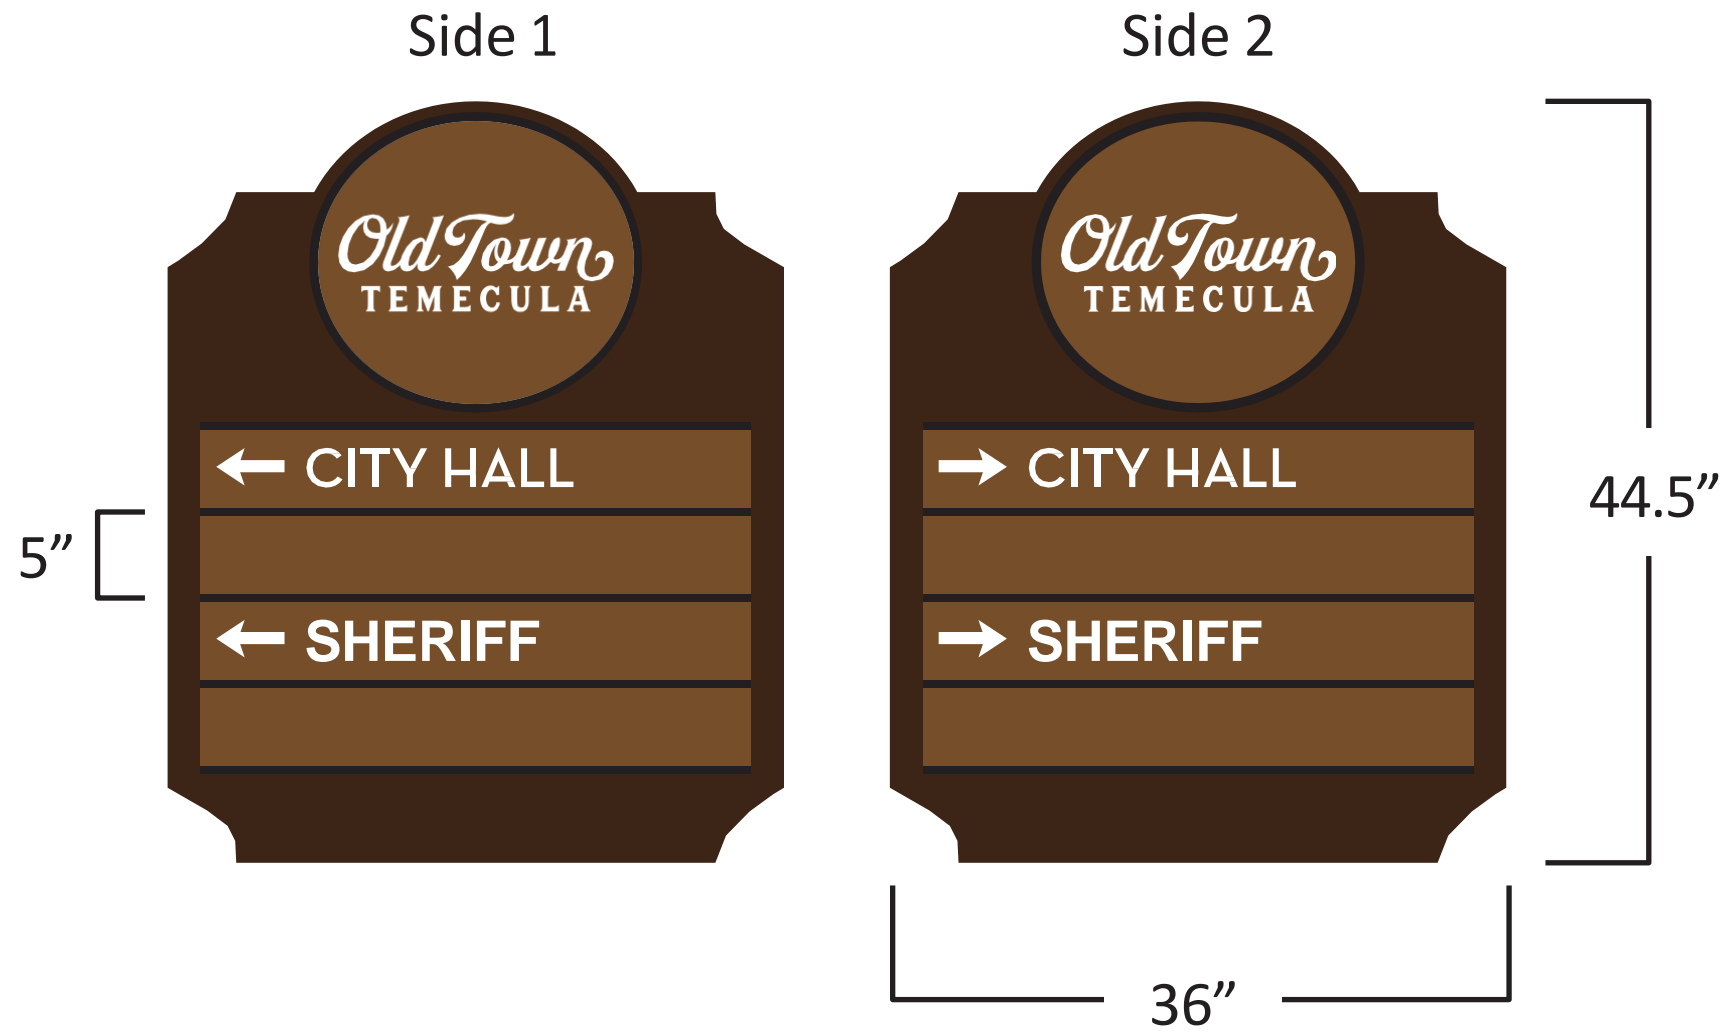 Side 1
Old Town
TEMECULA
← CITY HALL
← SHERIFF
5”
Side 2
Old Town
TEMECULA
→ CITY HALL
→ SHERIFF
44.5”
36”